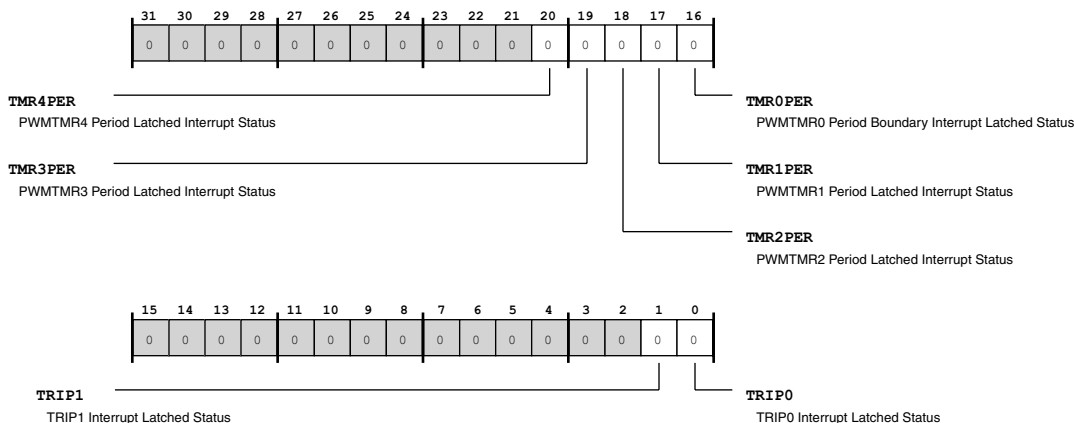 31 30 29 28 27 26 25 24 23 22 21 20 19 18 17 16
0 0 0 0 0 0 0 0 0 0 0 0 0 0 0 0
TMR4PER
PWMTMR4 Period Latched Interrupt Status
TMR0PER
PWMTMR0 Period Boundary Interrupt Latched Status
TMR3PER
PWMTMR3 Period Latched Interrupt Status
TMR1PER
PWMTMR1 Period Latched Interrupt Status
TMR2PER
PWMTMR2 Period Latched Interrupt Status
15 14 13 12 11 10 9 8 7 6 5 4 3 2 1 0
0 0 0 0 0 0 0 0 0 0 0 0 0 0 0 0
TRIP1
TRIP1 Interrupt Latched Status
TRIP0
TRIP0 Interrupt Latched Status